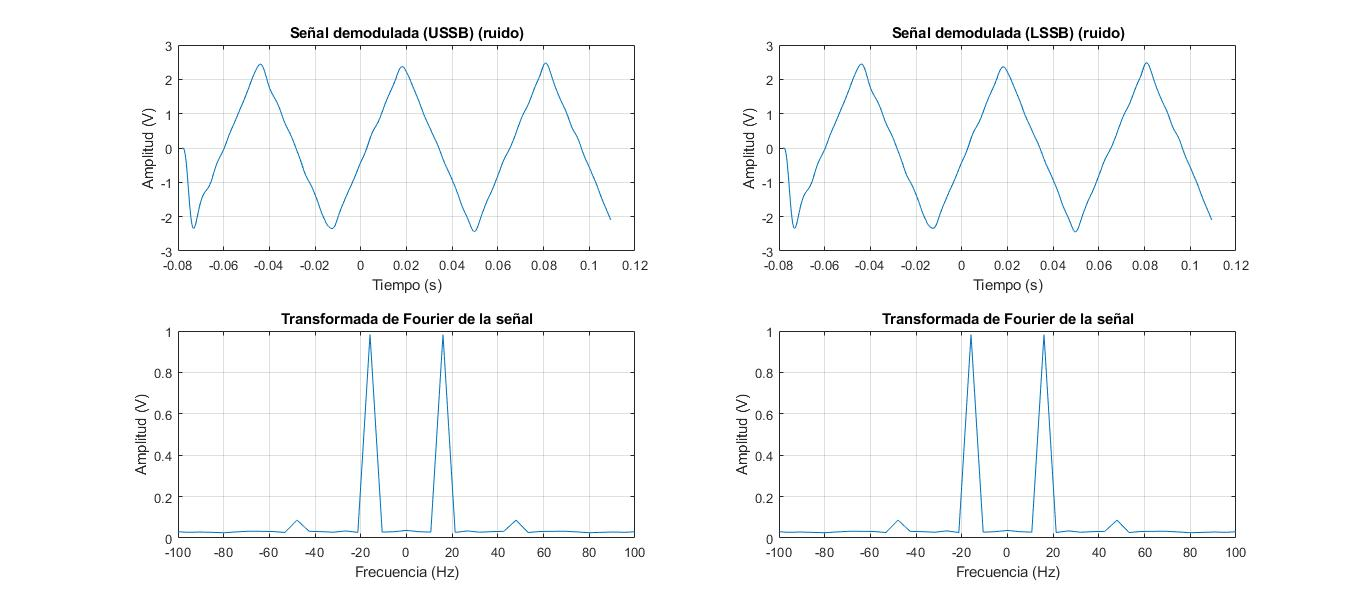 Señal demodulada (USSB) (ruido)
3
2
1
0
-1
-2
-3
Amplitud (V)
-0.08 -0.06 -0.04 -0.02 0 0.02 0.04 0.06 0.08 0.1 0.12
Tiempo (s)
Señal demodulada (LSSB) (ruido)
3
2
1
0
-1
-2
-3
Amplitud (V)
-0.08 -0.06 -0.04 -0.02 0 0.02 0.04 0.06 0.08 0.1 0.12
Tiempo (s)
Transformada de Fourier de la señal
1
0.8
0.6
0.4
0.2
0
Amplitud (V)
-100 -80 -60 -40 -20 0 20 40 60 80 100
Frecuencia (Hz)
Transformada de Fourier de la señal
1
0.8
0.6
0.4
0.2
0
Amplitud (V)
-100 -80 -60 -40 -20 0 20 40 60 80 100
Frecuencia (Hz)